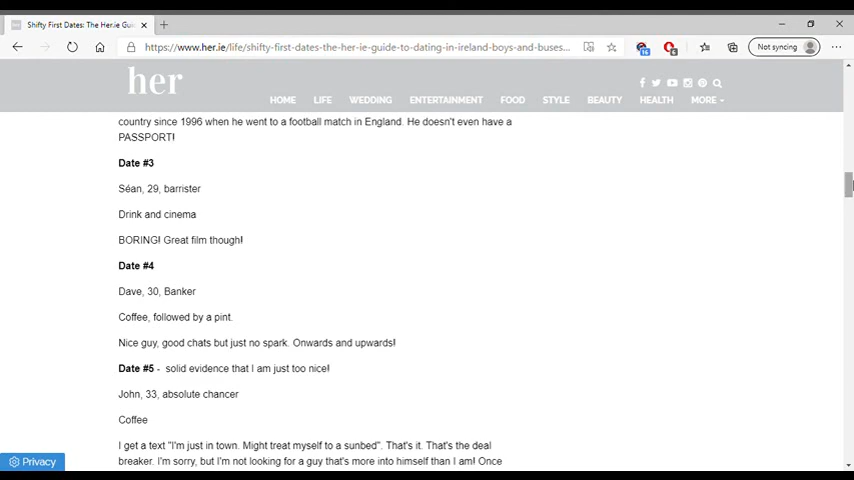 Shifty First Dates: The Her.ie Gui
https://www.her.ie/life/shifty-first-dates-the-her-ie-guide-to-dating-in-ireland-boys-and-buses...
16
6
Not syncing
her
HOME LIFE WEDDING ENTERTAINMENT FOOD STYLE BEAUTY HEALTH MORE
country since 1996 when he went to a football match in England. He doesn't even have a
PASSPORT!
Date #3
Séan, 29, barrister
Drink and cinema
BORING! Great film though!
Date #4
Dave, 30, Banker
Coffee, followed by a pint.
Nice guy, good chats but just no spark. Onwards and upwards!
Date #5 - solid evidence that I am just too nice!
John, 33, absolute chancer
Coffee
I get a text "I'm just in town. Might treat myself to a sunbed". That's it. That's the deal
breaker. I'm sorry, but I'm not looking for a guy that's more into himself than I am! Once
Privacy